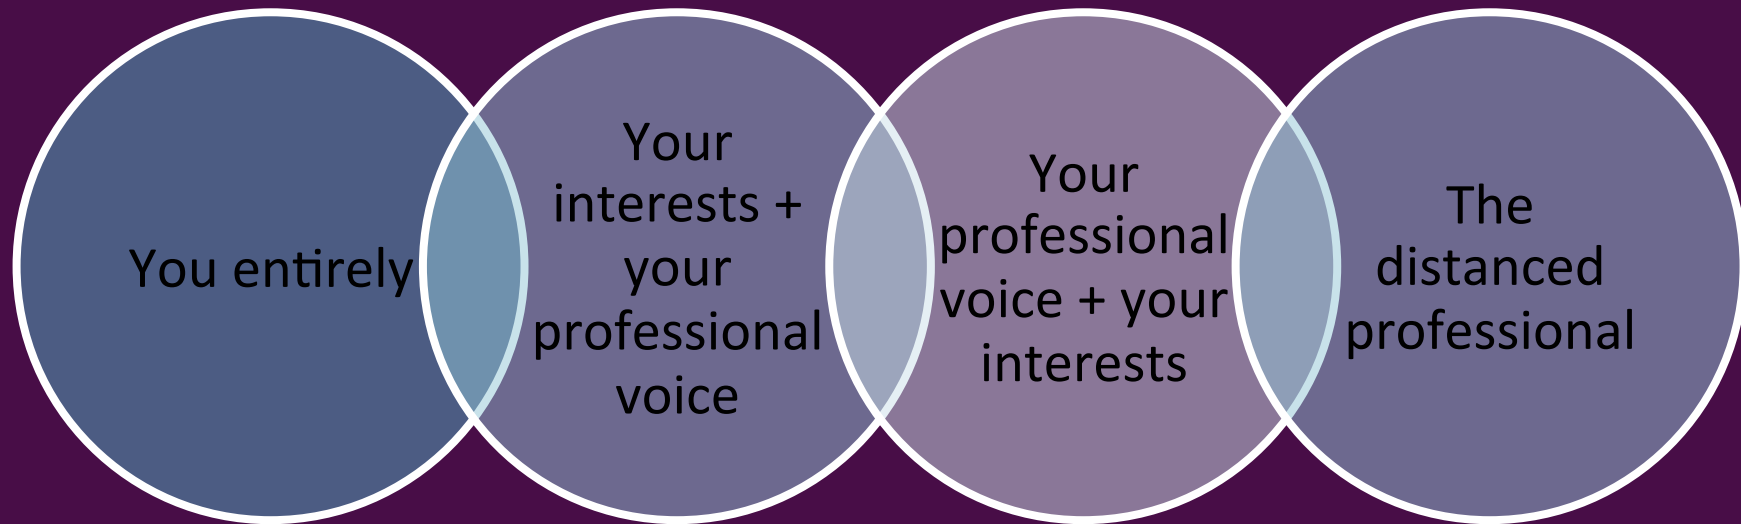 You entirely
Your
interests +
your
professional
voice
Your
professional
voice + your
interests
The
distanced
professional